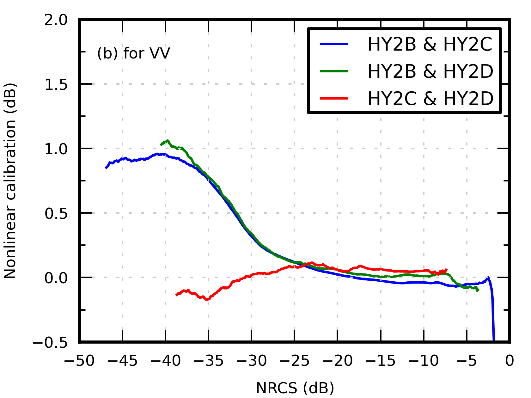 2.0
1.5
1.0
0.5
0.0
−0.5
Nonlinear calibration (dB)
(b) for VV
HY2B & HY2C
HY2B & HY2D
HY2C & HY2D
−50 −45 −40 −35 −30 −25 −20 −15 −10 −5 0
NRCS (dB)